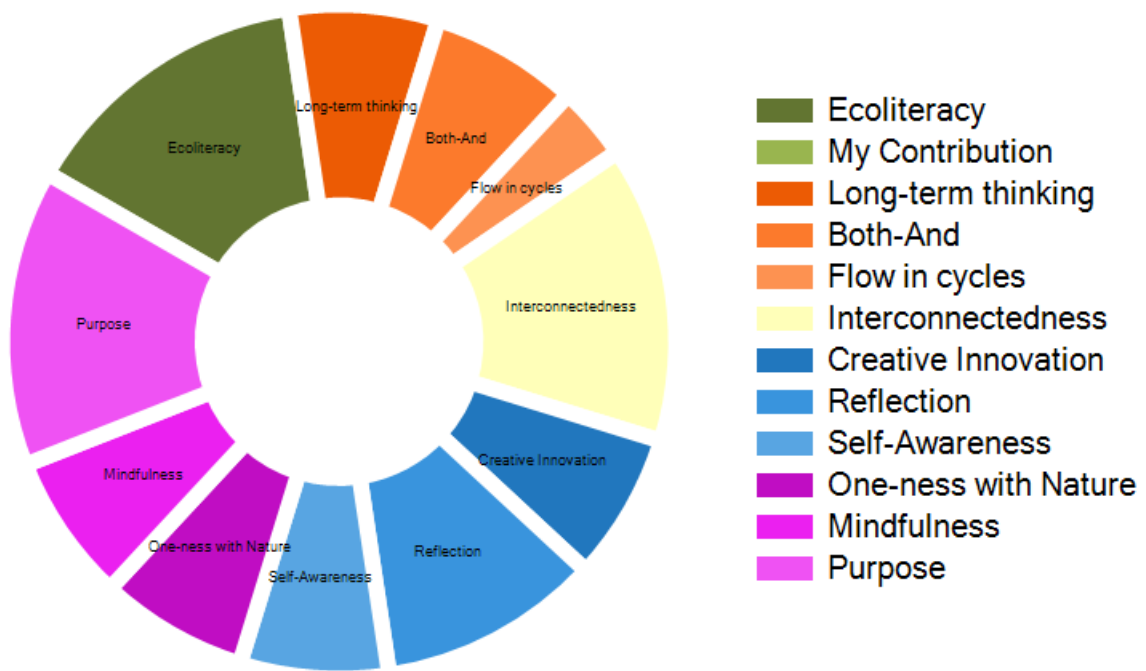 Long-term thinking
Both-And
Ecoliteracy
Flow in cycles
Interconnectedness
Purpose
Creative Innovation
Mindfulness
One-ness with Nature
Reflection
Self-Awareness
Ecoliteracy
My Contribution
Long-term thinking
Both-And
Flow in cycles
Interconnectedness
Creative Innovation
Reflection
Self-Awareness
One-ness with Nature
Mindfulness
Purpose